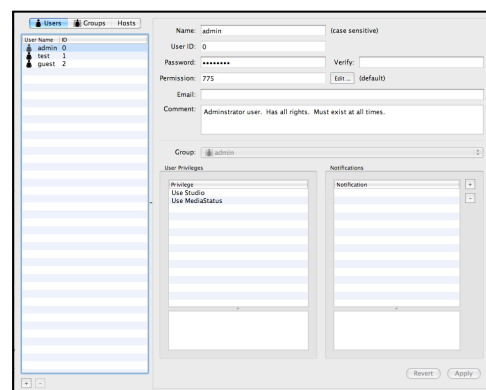 Users Groups Hosts
User Name ID
admin 0
test 1
guest 2
Name: admin (case sensitive)
User ID: 0
Password: •••••••• Verify:
Permission: 775 Edit ... (default)
Email:
Comment: Adminstrator user. Has all rights. Must exist at all times.
Group: admin
User Privileges Notifications
Privilege Notification
Use Studio
Use MediaStatus
+
-
Revert Apply
+ -